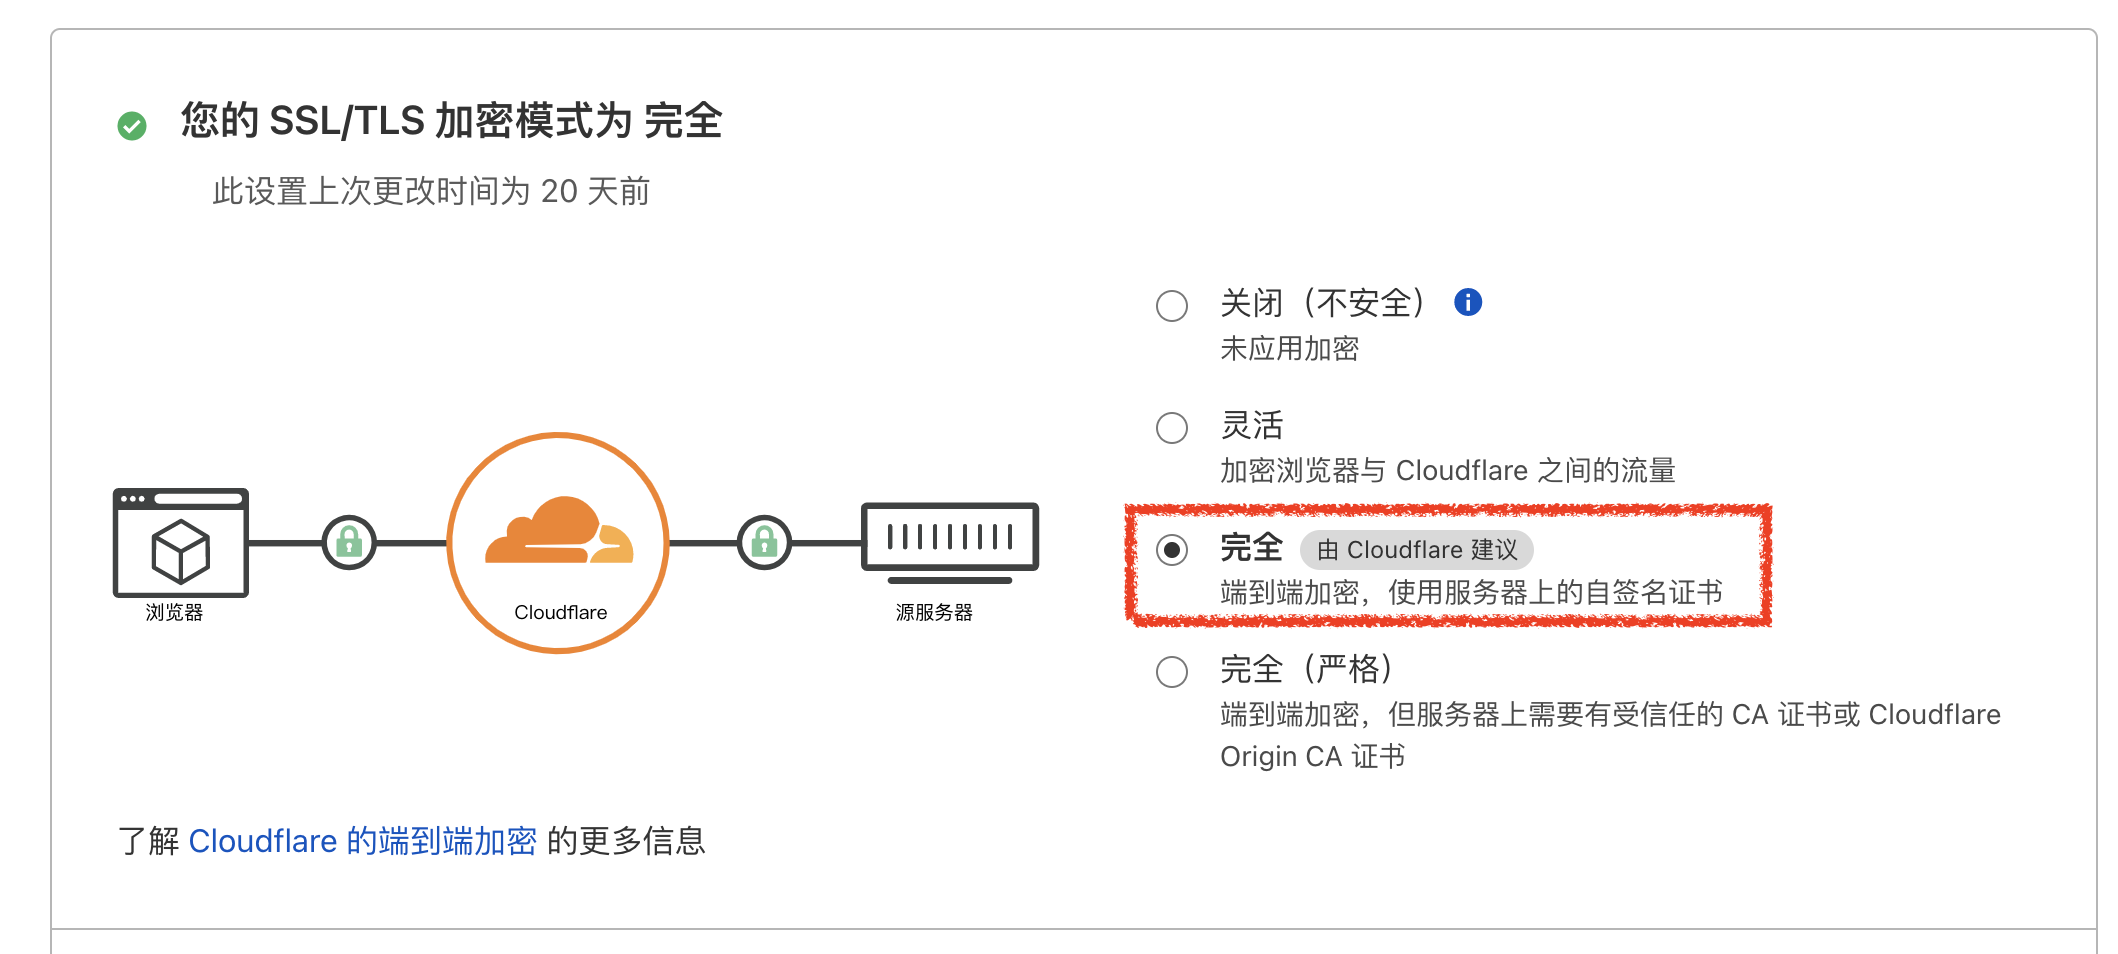 您的 SSL/TLS 加密模式为 完全
此设置上次更改时间为 20 天前
关闭（不安全）
未应用加密
灵活
加密浏览器与 Cloudflare 之间的流量
完全 由 Cloudflare 建议
端到端加密，使用服务器上的自签名证书
完全（严格）
端到端加密，但服务器上需要有受信任的 CA 证书或 Cloudflare
Origin CA 证书
浏览器
Cloudflare
源服务器
了解 Cloudflare 的端到端加密 的更多信息